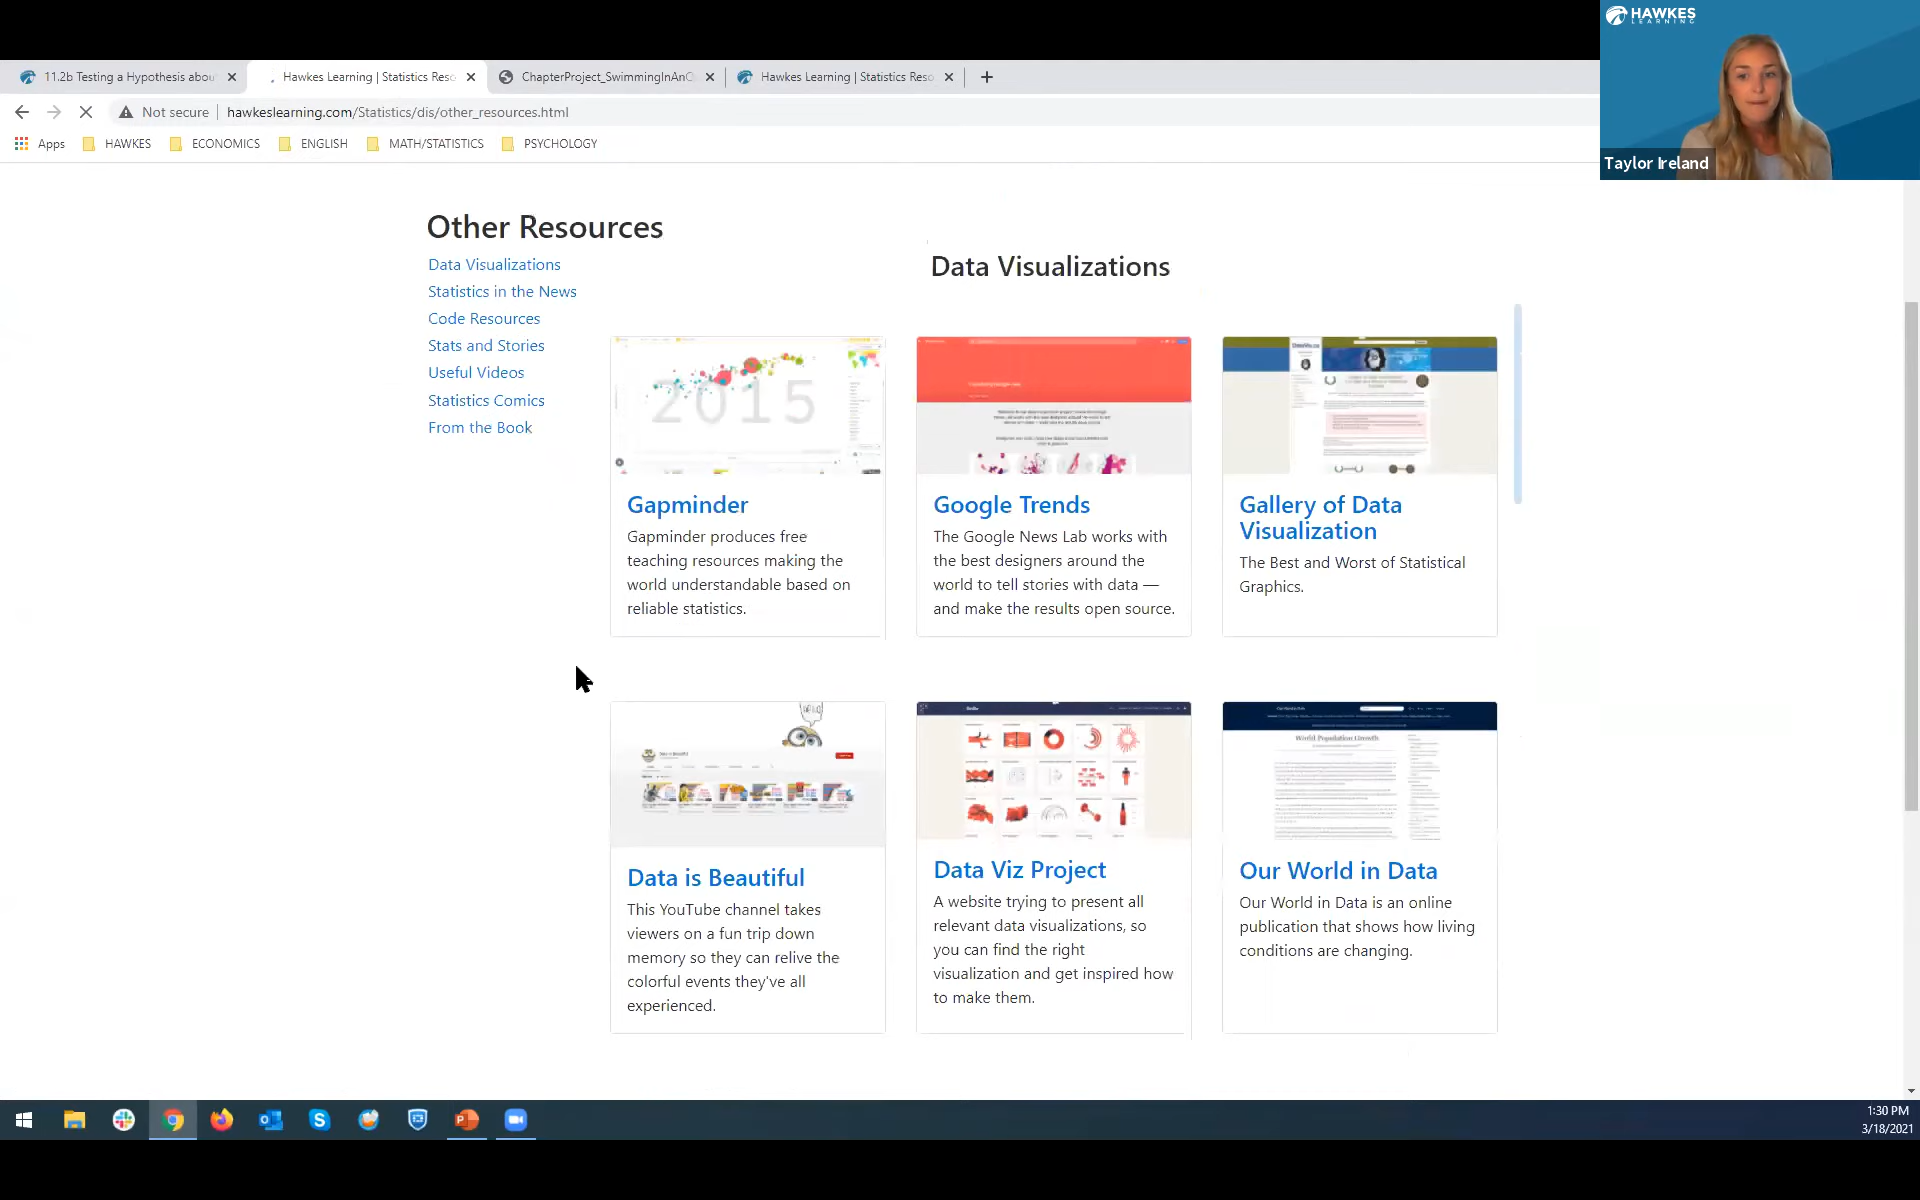 HAWKES
LEARNING
Taylor Ireland
11.2b Testing a Hypothesis abou
Hawkes Learning | Statistics Reso
ChapterProject_SwimmingInAnO
Hawkes Learning | Statistics Reso
Not secure
hawkeslearning.com/Statistics/dis/other_resources.html
Apps
HAWKES
ECONOMICS
ENGLISH
MATH/STATISTICS
PSYCHOLOGY
Other Resources
Data Visualizations
Statistics in the News
Code Resources
Stats and Stories
Useful Videos
Statistics Comics
From the Book
Data Visualizations
2015
Gapminder
Gapminder produces free
teaching resources making the
world understandable based on
reliable statistics.
Google Trends
The Google News Lab works with
the best designers around the
world to tell stories with data —
and make the results open source.
Gallery of Data
Visualization
The Best and Worst of Statistical
Graphics.
Data is Beautiful
This YouTube channel takes
viewers on a fun trip down
memory so they can relive the
colorful events they've all
experienced.
Data Viz Project
A website trying to present all
relevant data visualizations, so
you can find the right
visualization and get inspired how
to make them.
World Population Growth
Our World in Data
Our World in Data is an online
publication that shows how living
conditions are changing.
1:30 PM
3/18/2021